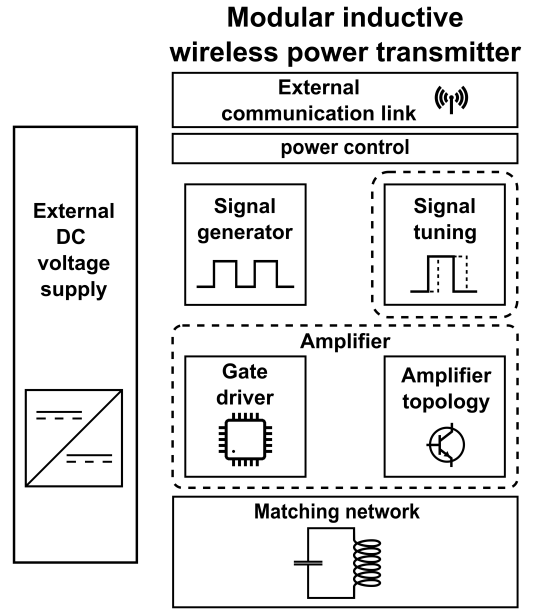 Modular inductive
wireless power transmitter
External
communication link
power control
External
DC
voltage
supply
Signal
generator
Signal
tuning
Amplifier
Gate
driver
Amplifier
topology
Matching network